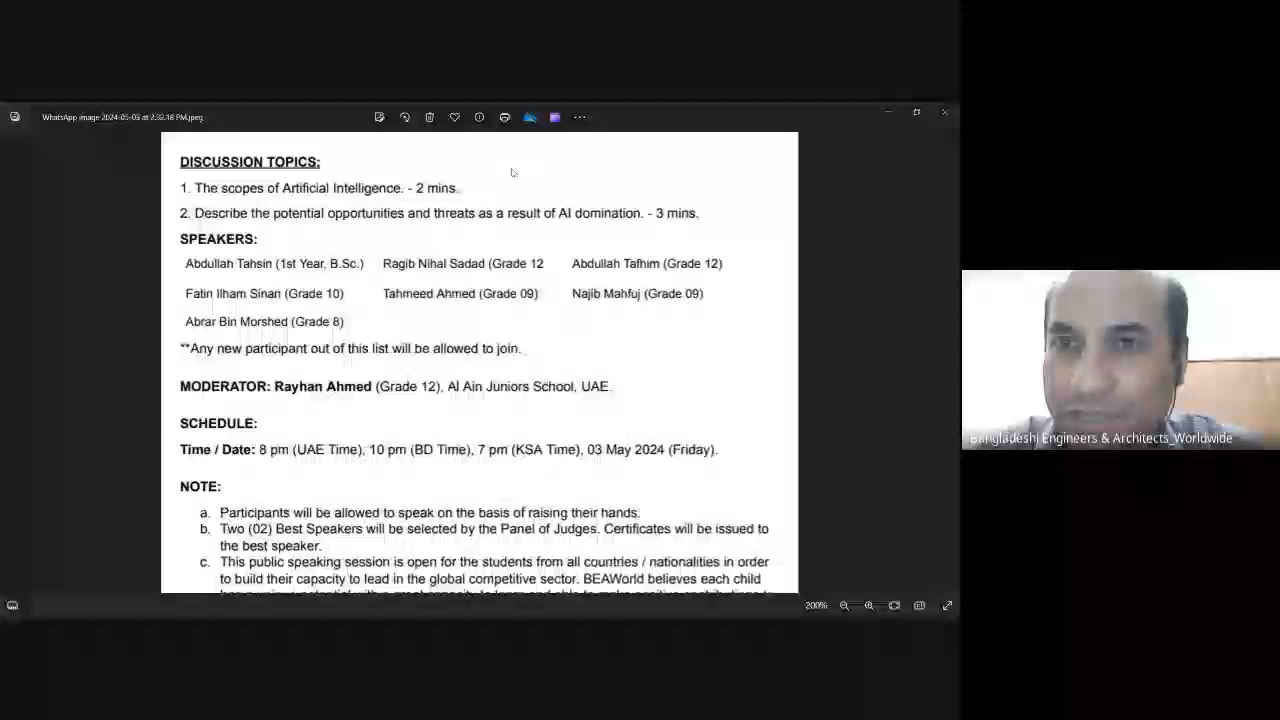 WhatsApp image 2024-05-03 at 2.32.18 PM.jpeg
DISCUSSION TOPICS:
1. The scopes of Artificial Intelligence. - 2 mins.
2. Describe the potential opportunities and threats as a result of AI domination. - 3 mins.
SPEAKERS:
Abdullah Tahsin (1st Year, B.Sc.) Ragib Nihal Sadad (Grade 12 Abdullah Tafhim (Grade 12)
Fatin Ilham Sinan (Grade 10) Tahmeed Ahmed (Grade 09) Najib Mahfuj (Grade 09)
Abrar Bin Morshed (Grade 8)
**Any new participant out of this list will be allowed to join.
MODERATOR: Rayhan Ahmed (Grade 12), Al Ain Juniors School, UAE.
SCHEDULE:
Time / Date: 8 pm (UAE Time), 10 pm (BD Time), 7 pm (KSA Time), 03 May 2024 (Friday).
NOTE:
a. Participants will be allowed to speak on the basis of raising their hands.
b. Two (02) Best Speakers will be selected by the Panel of Judges. Certificates will be issued to
the best speaker.
c. This public speaking session is open for the students from all countries / nationalities in order
to build their capacity to lead in the global competitive sector. BEAWorld believes each child
200%
Bangladeshi Engineers & Architects_Worldwide